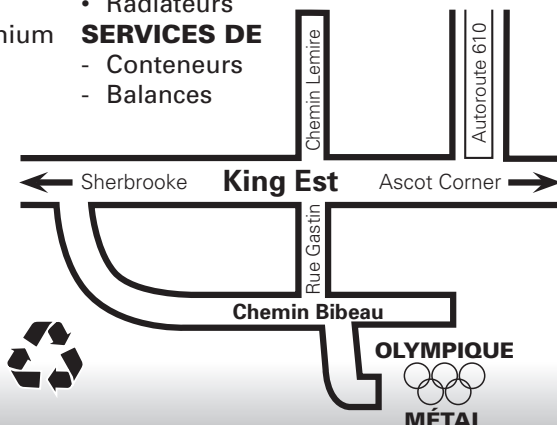 • Radiateurs
SERVICES DE
- Conteneurs
- Balances
Chemin Lemire
Autoroute 610
Sherbrooke
King Est
Ascot Corner
Rue Gastin
Chemin Bibeau
OLYMPIQUE
MÉTAL